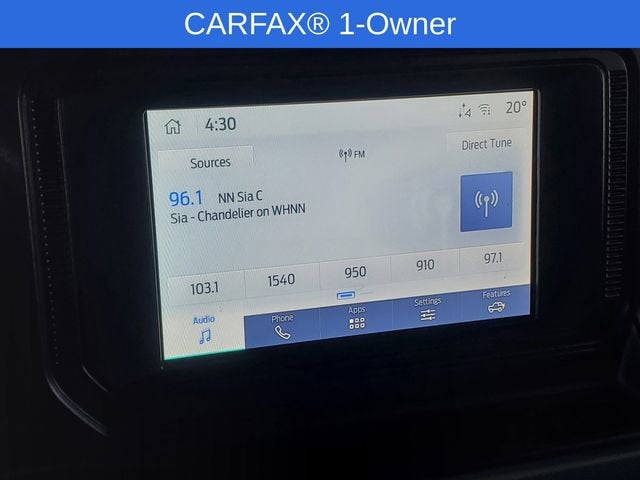 CARFAX® 1-Owner
4:30
20°
Sources
FM
Direct Tune
96.1 NN Sia C
Sia - Chandelier on WHNN
103.1 1540 950 910 97.1
Audio Phone Apps Settings Features